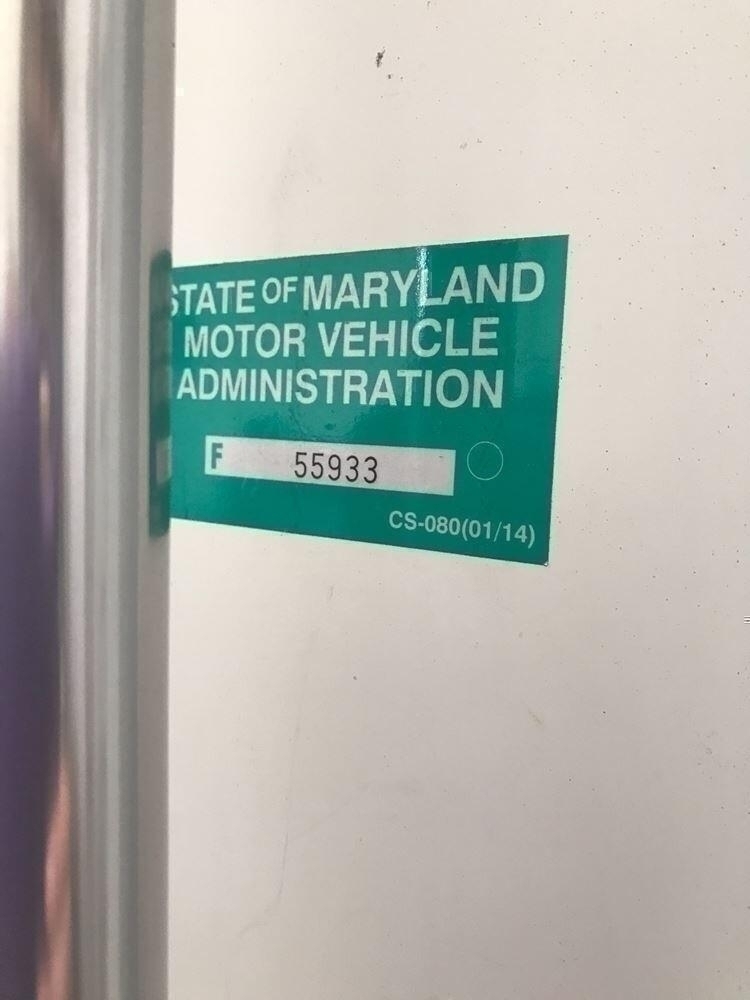 STATE OF MARYLAND
MOTOR VEHICLE
ADMINISTRATION
F 55933
CS-080(01/14)